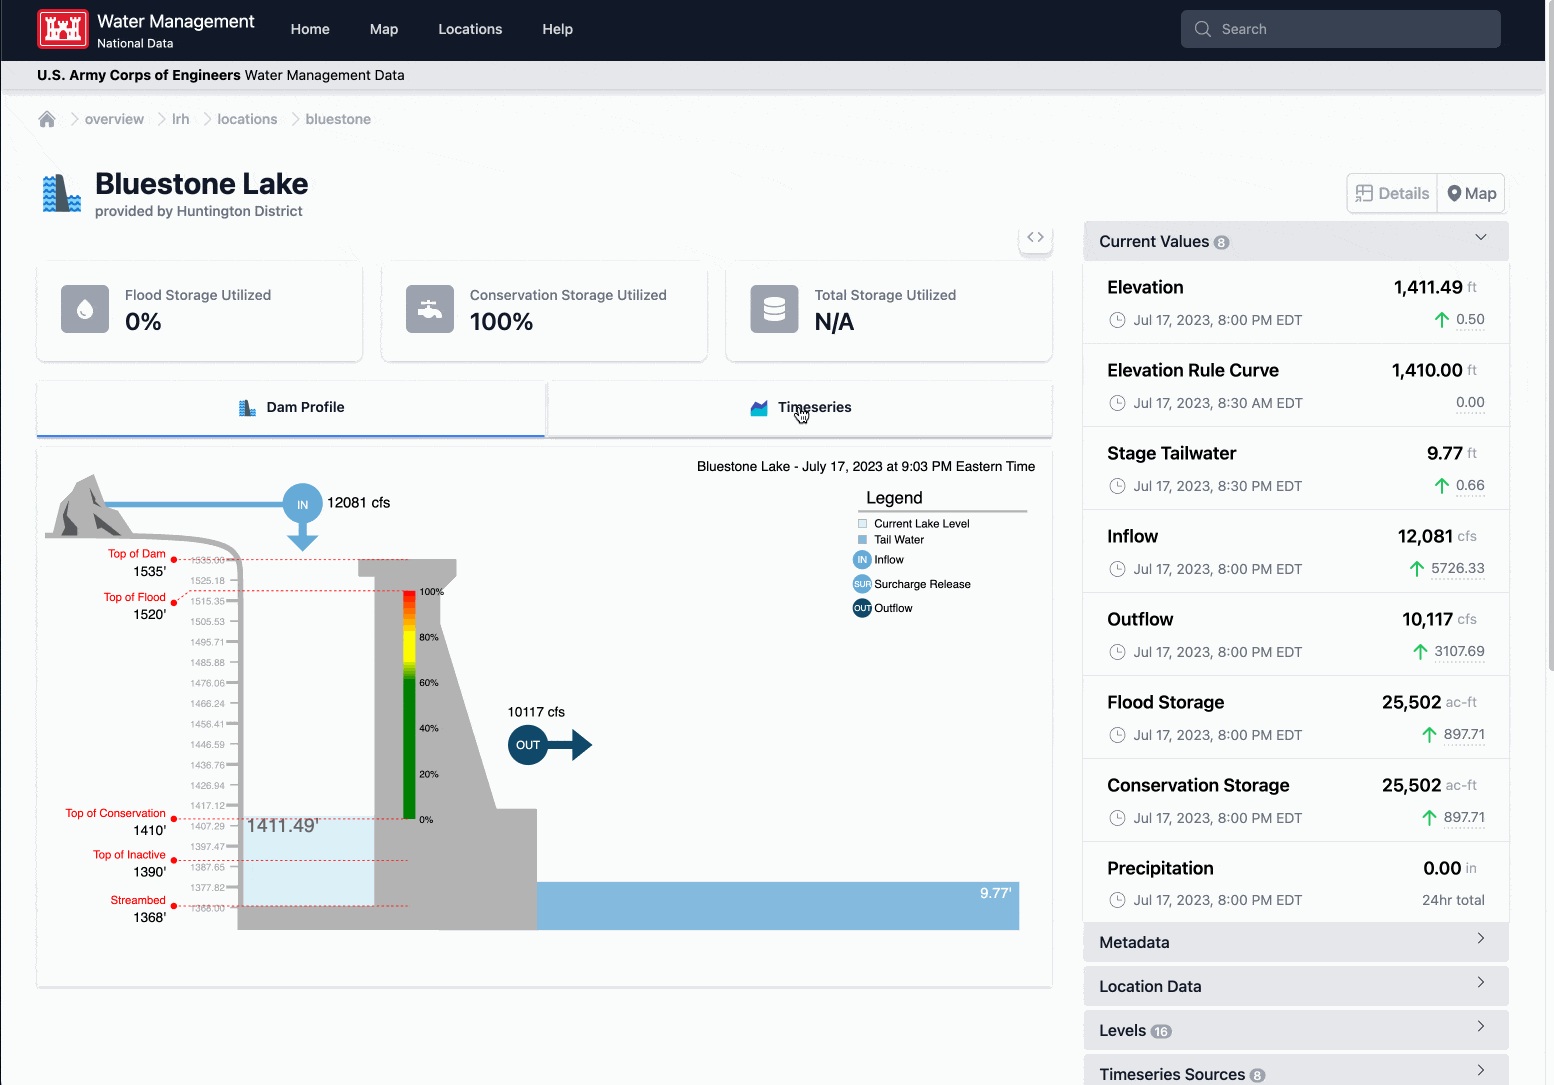 Water Management
National Data
Home
Map
Locations
Help
Search
U.S. Army Corps of Engineers Water Management Data
overview
lrh
locations
bluestone
Bluestone Lake
provided by Huntington District
Details
Map
Flood Storage Utilized
0%
Conservation Storage Utilized
100%
Total Storage Utilized
N/A
Dam Profile
Timeseries
Bluestone Lake - July 17, 2023 at 9:03 PM Eastern Time
IN
12081 cfs
Legend
Current Lake Level
Tail Water
IN Inflow
SUR Surcharge Release
OUT Outflow
Top of Dam
1535'
Top of Flood
1520'
Top of Conservation
1410'
Top of Inactive
1390'
Streambed
1368'
1535.00
1525.18
1515.35
1505.53
1495.71
1485.88
1476.06
1466.24
1456.41
1446.59
1436.76
1426.94
1417.12
1407.29
1397.47
1387.65
1377.82
1368.00
100%
80%
60%
40%
20%
0%
1411.49'
10117 cfs
OUT
9.77'
Current Values 8
Elevation
1,411.49 ft
Jul 17, 2023, 8:00 PM EDT
0.50
Elevation Rule Curve
1,410.00 ft
Jul 17, 2023, 8:30 AM EDT
0.00
Stage Tailwater
9.77 ft
Jul 17, 2023, 8:30 PM EDT
0.66
Inflow
12,081 cfs
Jul 17, 2023, 8:00 PM EDT
5726.33
Outflow
10,117 cfs
Jul 17, 2023, 8:00 PM EDT
3107.69
Flood Storage
25,502 ac-ft
Jul 17, 2023, 8:00 PM EDT
897.71
Conservation Storage
25,502 ac-ft
Jul 17, 2023, 8:00 PM EDT
897.71
Precipitation
0.00 in
Jul 17, 2023, 8:00 PM EDT
24hr total
Metadata
Location Data
Levels 16
Timeseries Sources 8